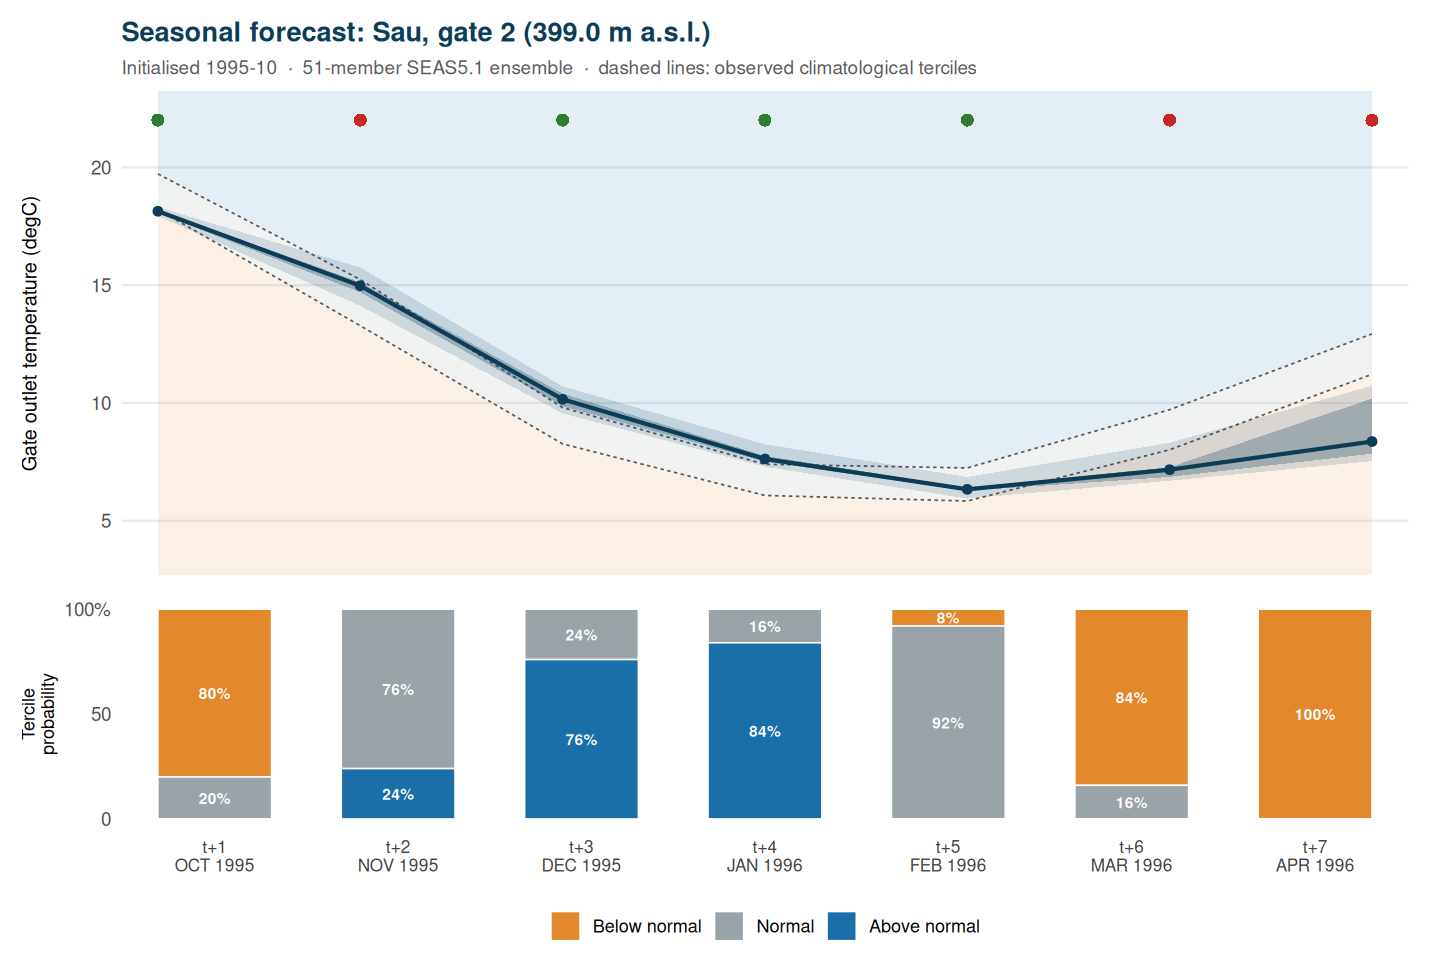 Seasonal forecast: Sau, gate 2 (399.0 m a.s.l.)
Initialised 1995-10 · 51-member SEAS5.1 ensemble · dashed lines: observed climatological terciles
Gate outlet temperature (degC)
20
15
10
5
Tercile
probability
100%
50
0
80%
20%
76%
24%
24%
76%
16%
84%
8%
92%
84%
16%
100%
t+1
OCT 1995
t+2
NOV 1995
t+3
DEC 1995
t+4
JAN 1996
t+5
FEB 1996
t+6
MAR 1996
t+7
APR 1996
Below normal
Normal
Above normal